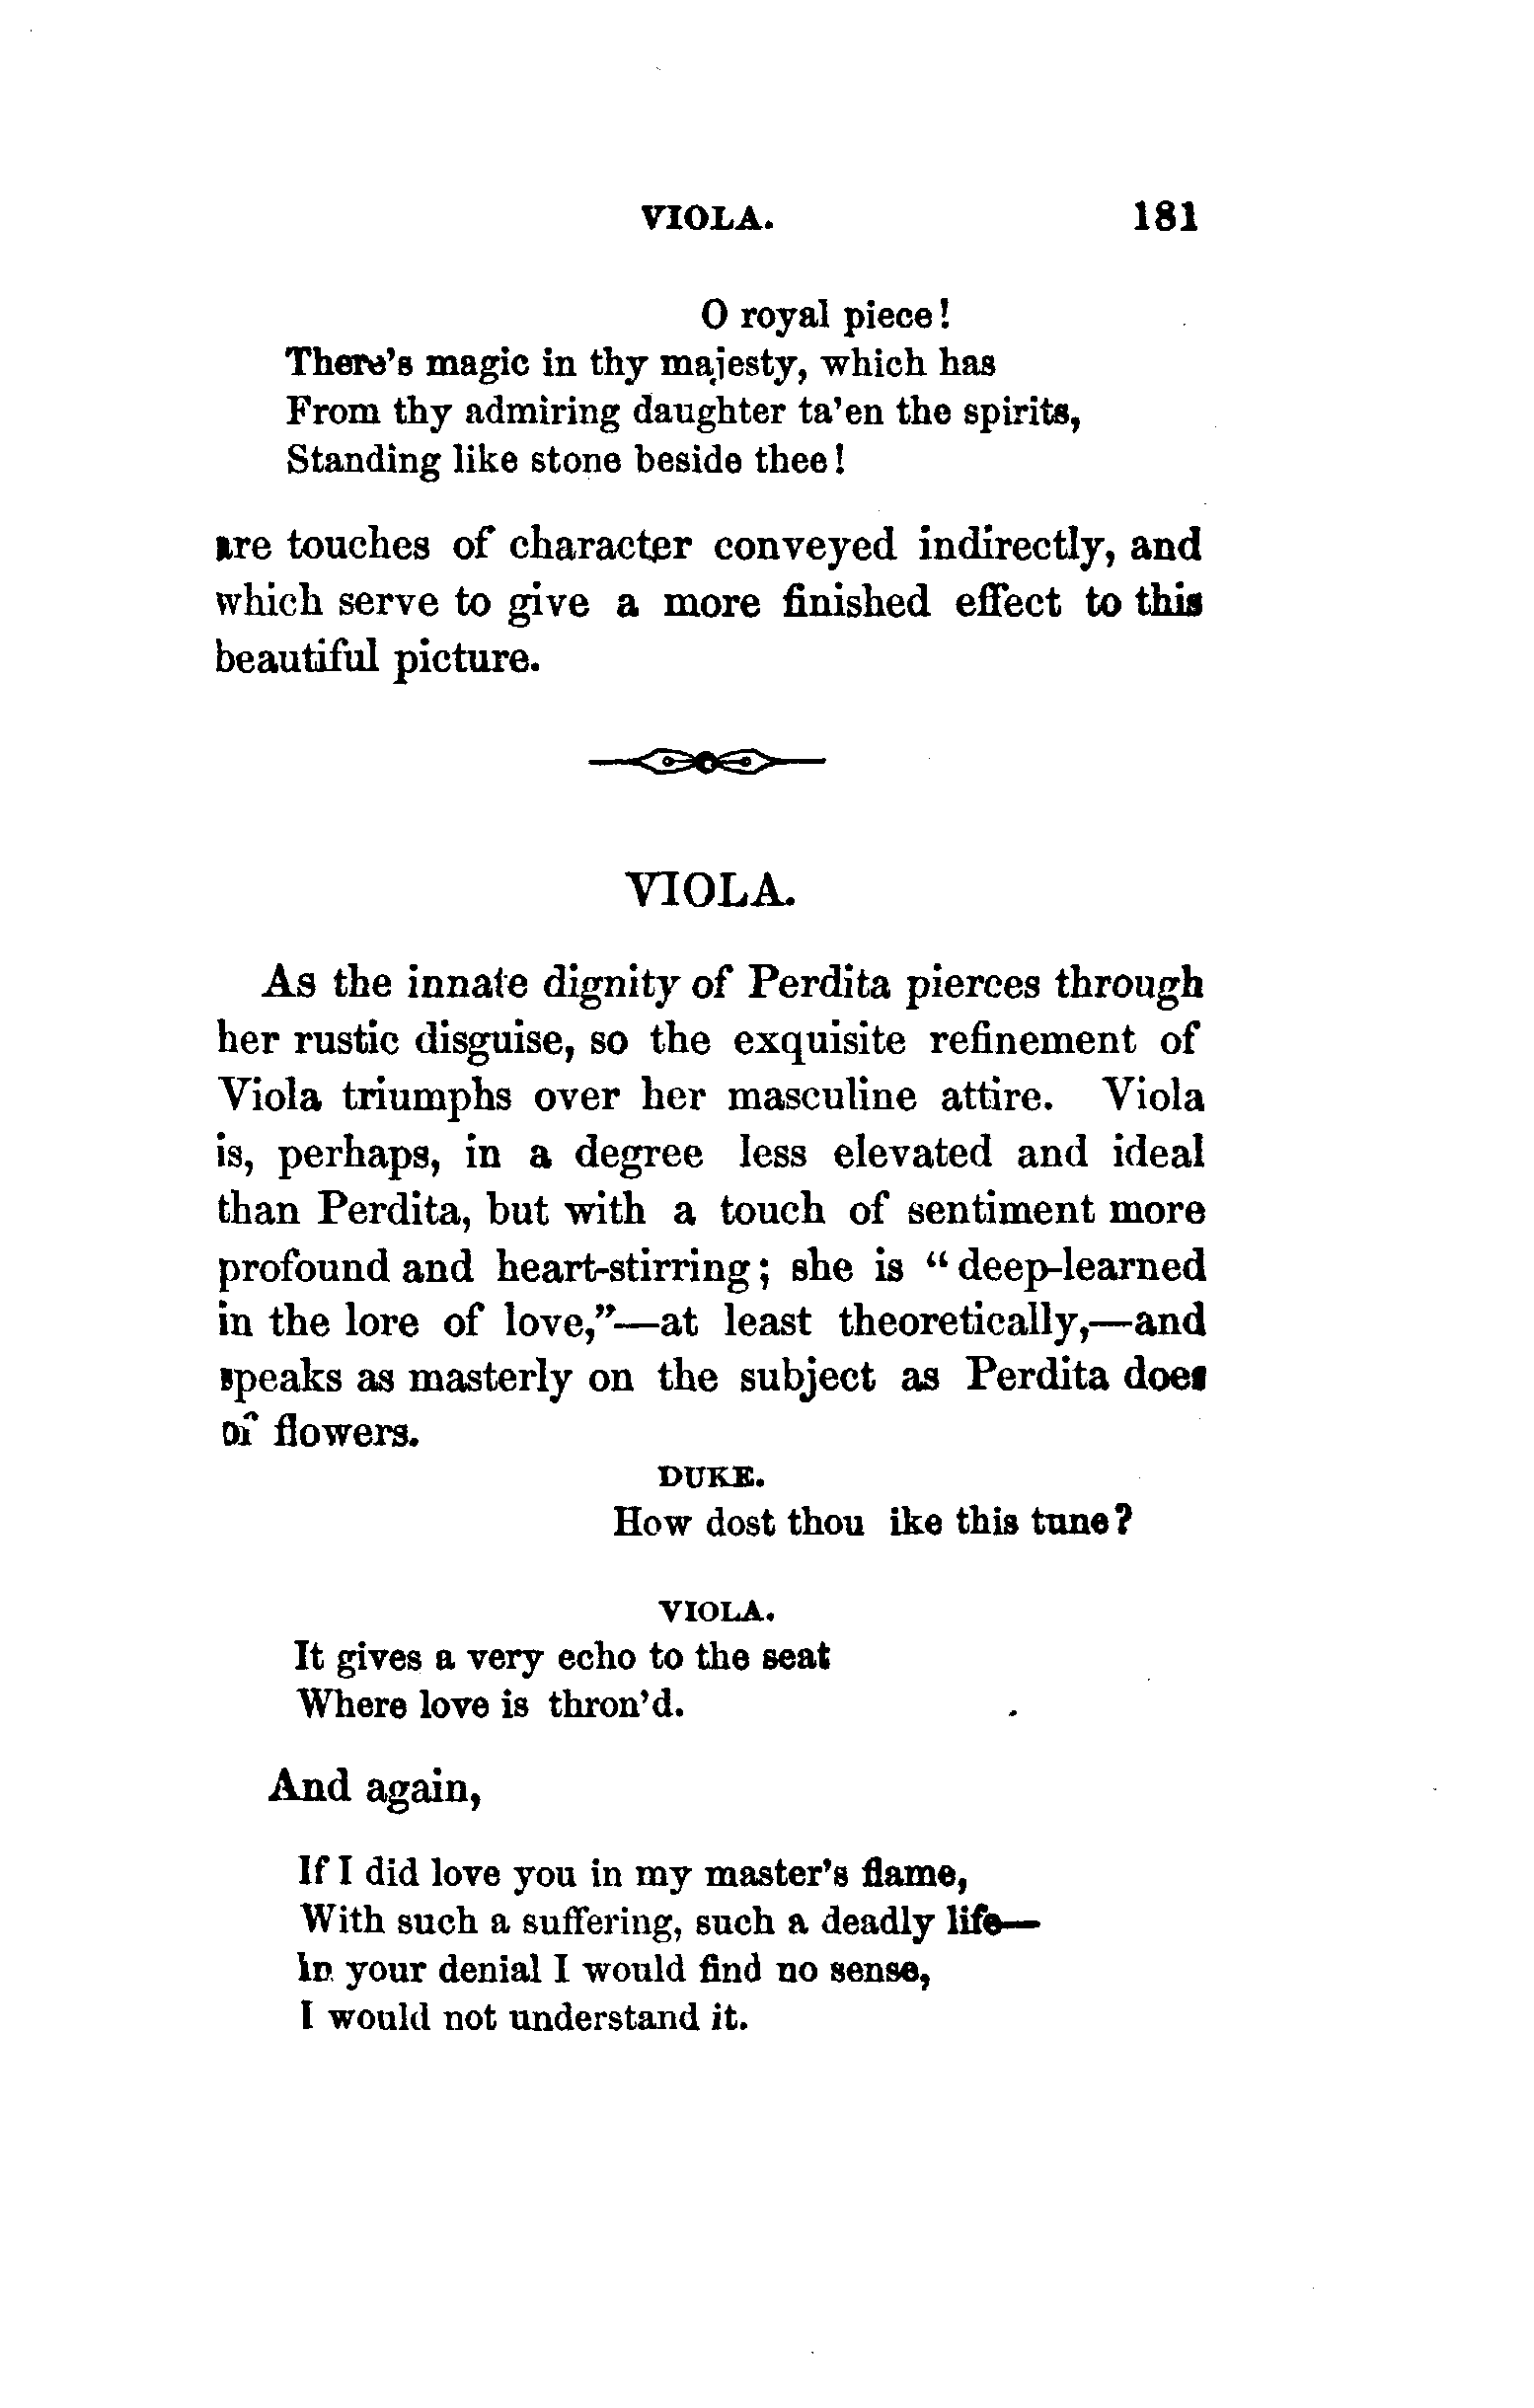 VIOLA. 181
O royal piece!
There's magic in thy majesty, which has
From thy admiring daughter ta'en the spirits,
Standing like stone beside thee!
are touches of character conveyed indirectly, and
which serve to give a more finished effect to this
beautiful picture.
VIOLA.
As the innate dignity of Perdita pierces through
her rustic disguise, so the exquisite refinement of
Viola triumphs over her masculine attire. Viola
is, perhaps, in a degree less elevated and ideal
than Perdita, but with a touch of sentiment more
profound and heart-stirring; she is “deep-learned
in the lore of love,”—at least theoretically,—and
speaks as masterly on the subject as Perdita does
of flowers.
DUKE.
How dost thou ike this tune?
VIOLA.
It gives a very echo to the seat
Where love is thron'd.
And again,
If I did love you in my master's flame,
With such a suffering, such a deadly life—
In your denial I would find no sense,
I would not understand it.